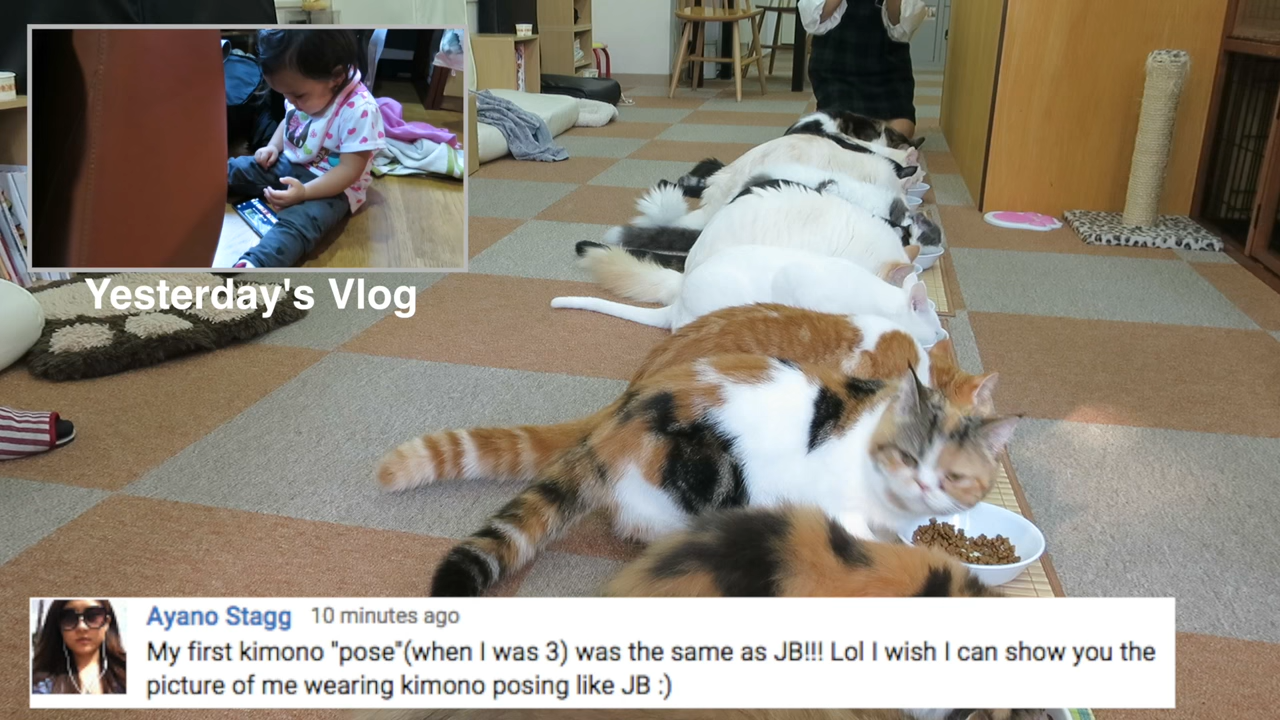 Yesterday's Vlog
Ayano Stagg 10 minutes ago
My first kimono "pose"(when I was 3) was the same as JB!!! Lol I wish I can show you the
picture of me wearing kimono posing like JB :)